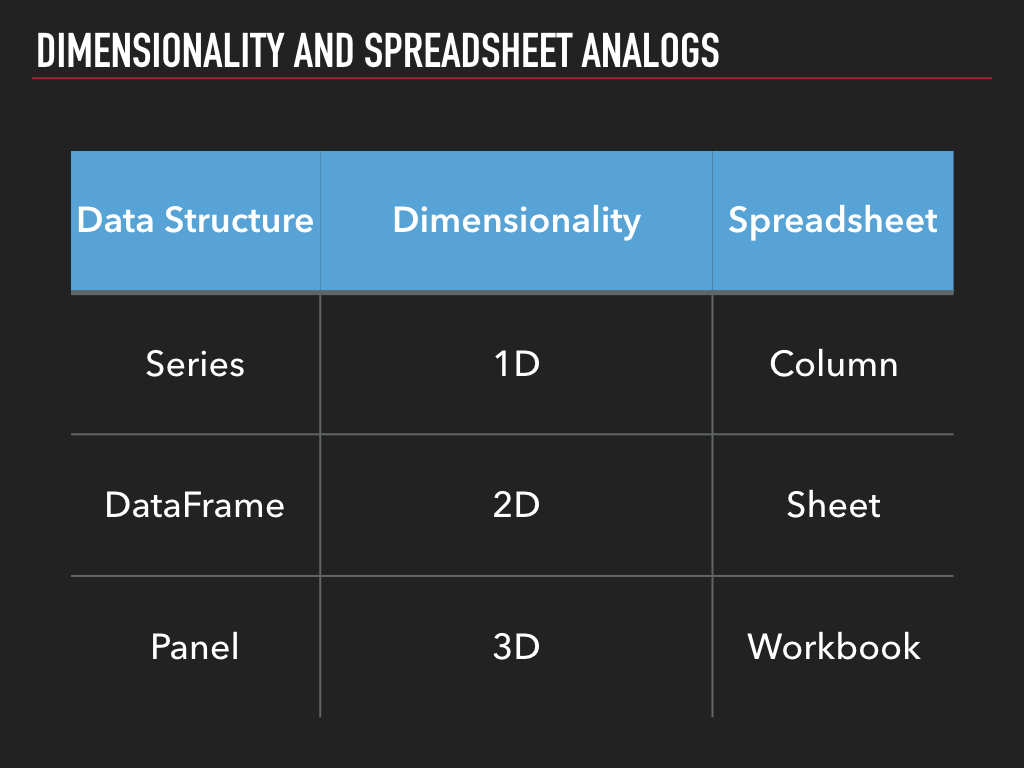 DIMENSIONALITY AND SPREADSHEET ANALOGS
Data Structure Dimensionality Spreadsheet
Series 1D Column
DataFrame 2D Sheet
Panel 3D Workbook